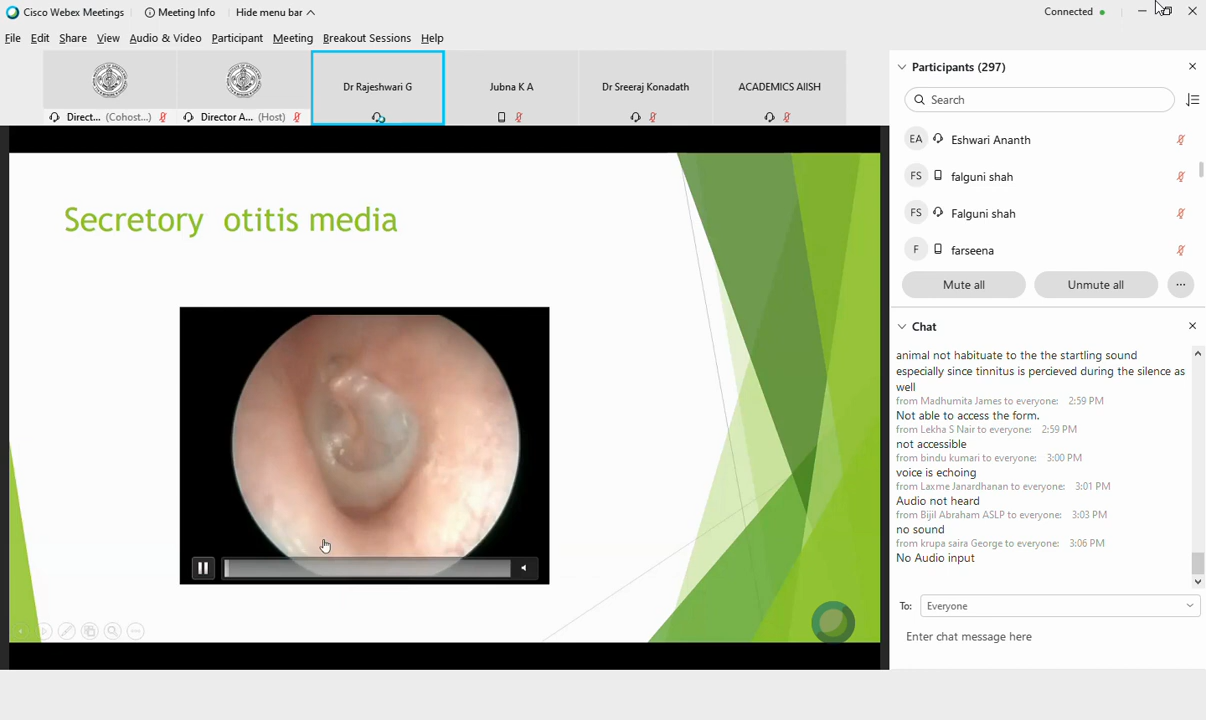 Cisco Webex Meetings
Meeting Info
Hide menu bar
Connected
File Edit Share View Audio & Video Participant Meeting Breakout Sessions Help
Direct... (Cohost...)
Director A... (Host)
Dr Rajeshwari G
Jubna K A
Dr Sreeraj Konadath
ACADEMICS AIISH
Secretory otitis media
Participants (297)
Search
EA Eshwari Ananth
FS falguni shah
FS Falguni shah
F farseena
Mute all
Unmute all
...
Chat
animal not habituate to the the startling sound
especially since tinnitus is percieved during the silence as
well
from Madhumita James to everyone: 2:59 PM
Not able to access the form.
from Lekha S Nair to everyone: 2:59 PM
not accessible
from bindu kumari to everyone: 3:00 PM
voice is echoing
from Laxme Janardhanan to everyone: 3:01 PM
Audio not heard
from Bijil Abraham ASLP to everyone: 3:03 PM
no sound
from krupa saira George to everyone: 3:06 PM
No Audio input
To: Everyone
Enter chat message here